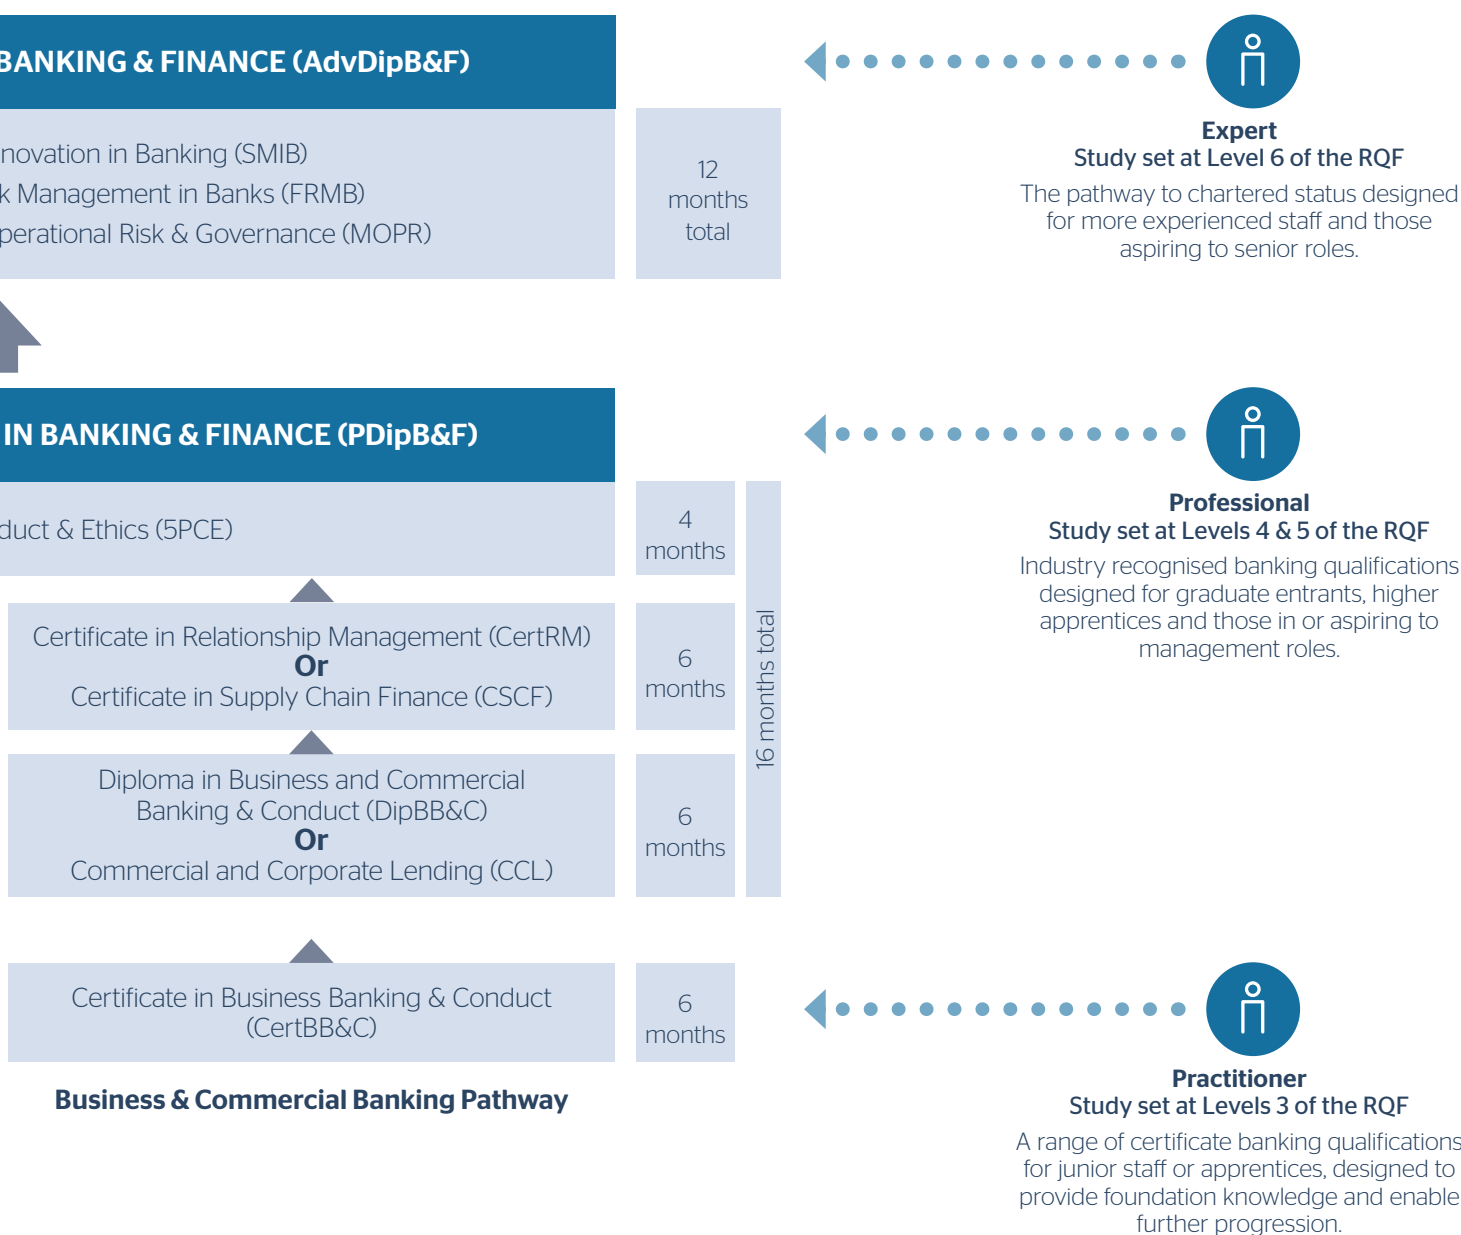 BANKING & FINANCE (AdvDipB&F)
novation in Banking (SMIB)
k Management in Banks (FRMB)
perational Risk & Governance (MOPR)
12
months
total
Expert
Study set at Level 6 of the RQF
The pathway to chartered status designed
for more experienced staff and those
aspiring to senior roles.
IN BANKING & FINANCE (PDipB&F)
duct & Ethics (5PCE)
4
months
Certificate in Relationship Management (CertRM)
Or
Certificate in Supply Chain Finance (CSCF)
6
months
Diploma in Business and Commercial
Banking & Conduct (DipBB&C)
Or
Commercial and Corporate Lending (CCL)
6
months
16 months total
Professional
Study set at Levels 4 & 5 of the RQF
Industry recognised banking qualifications
designed for graduate entrants, higher
apprentices and those in or aspiring to
management roles.
Certificate in Business Banking & Conduct
(CertBB&C)
6
months
Business & Commercial Banking Pathway
Practitioner
Study set at Levels 3 of the RQF
A range of certificate banking qualifications
for junior staff or apprentices, designed to
provide foundation knowledge and enable
further progression.